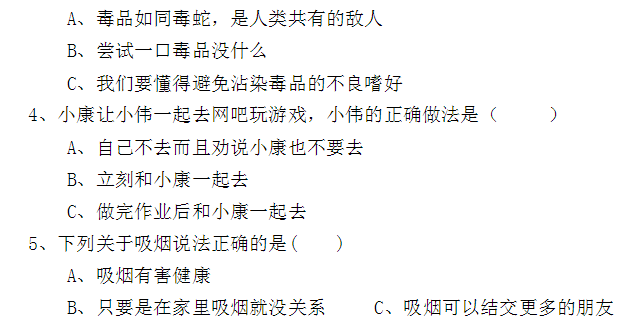 A、毒品如同毒蛇，是人类共有的敌人
B、尝试一口毒品没什么
C、我们要懂得避免沾染毒品的不良嗜好
4、小康让小伟一起去网吧玩游戏，小伟的正确做法是（　　）
A、自己不去而且劝说小康也不要去
B、立刻和小康一起去
C、做完作业后和小康一起去
5、下列关于吸烟说法正确的是(　　)
A、吸烟有害健康
B、只要是在家里吸烟就没关系　　C、吸烟可以结交更多的朋友